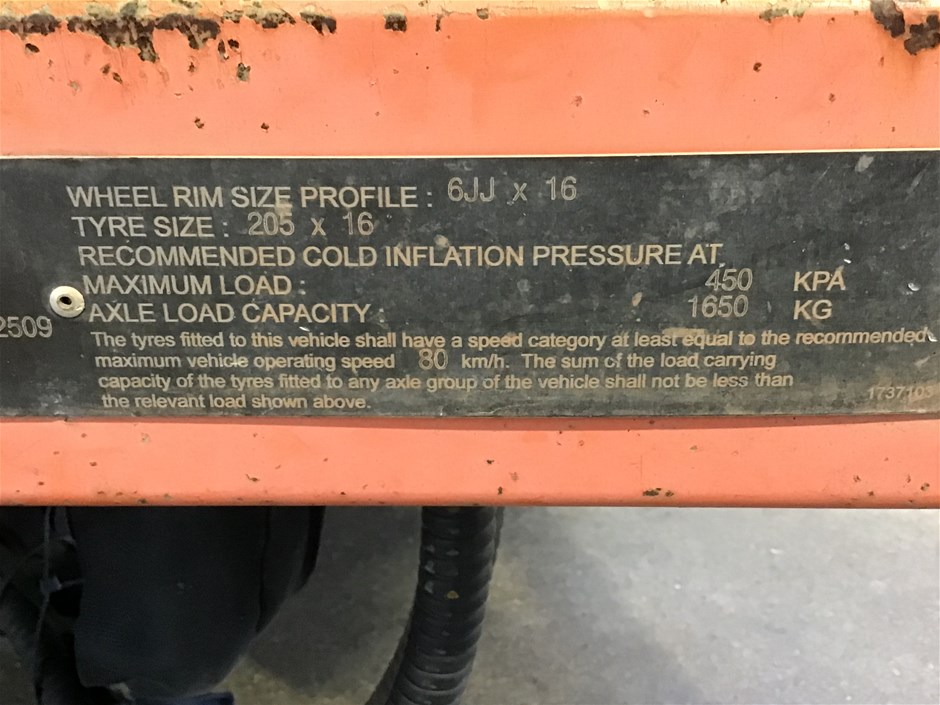 WHEEL RIM SIZE PROFILE : 6JJ x 16
TYRE SIZE : 205 x 16
RECOMMENDED COLD INFLATION PRESSURE AT
MAXIMUM LOAD : 450 KPA
AXLE LOAD CAPACITY : 1650 KG
2509
The tyres fitted to this vehicle shall have a speed category at least equal to the recommended
maximum vehicle operating speed 80 km/h. The sum of the load carrying
capacity of the tyres fitted to any axle group of the vehicle shall not be less than
the relevant load shown above.
1737103